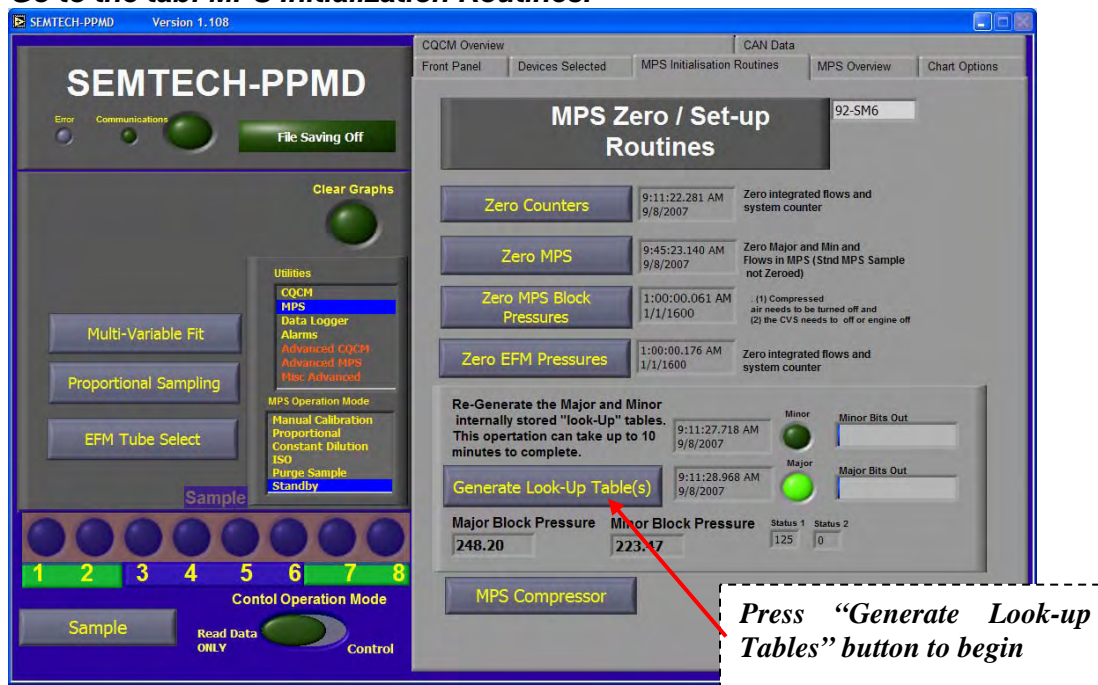 Go to the tab: MPS Initialization Routines.
SEMTECH-PPMD Version 1.108
SEMTECH-PPMD
Error
Communications
File Saving Off
Clear Graphs
Utilities
CQCM
MPS
Data Logger
Alarms
Advanced CQCM
Advanced MPS
Misc Advanced
Multi-Variable Fit
Proportional Sampling
EFM Tube Select
MPS Operation Mode
Manual Calibration
Proportional
Constant Dilution
ISO
Purge Sample
Standby
Sample
1 2 3 4 5 6 7 8
Contol Operation Mode
Sample
Read Data
ONLY
Control
CQCM Overview
CAN Data
Front Panel
Devices Selected
MPS Initialisation Routines
MPS Overview
Chart Options
MPS Zero / Set-up
Routines
92-SM6
Zero Counters
9:11:22.281 AM
9/8/2007
Zero integrated flows and
system counter
Zero MPS
9:45:23.140 AM
9/8/2007
Zero Major and Min and
Flows in MPS (Stnd MPS Sample
not Zeroed)
Zero MPS Block
Pressures
1:00:00.061 AM
1/1/1600
. (1) Compressed
air needs to be turned off and
(2) the CVS needs to off or engine off
Zero EFM Pressures
1:00:00.176 AM
1/1/1600
Zero integrated flows and
system counter
Re-Generate the Major and Minor
internally stored "look-Up" tables.
This opertation can take up to 10
minutes to complete.
9:11:27.718 AM
9/8/2007
Minor
Minor Bits Out
Generate Look-Up Table(s)
9:11:28.968 AM
9/8/2007
Major
Major Bits Out
Major Block Pressure
248.20
Minor Block Pressure
223.47
Status 1
125
Status 2
0
MPS Compressor
Press "Generate Look-up
Tables" button to begin